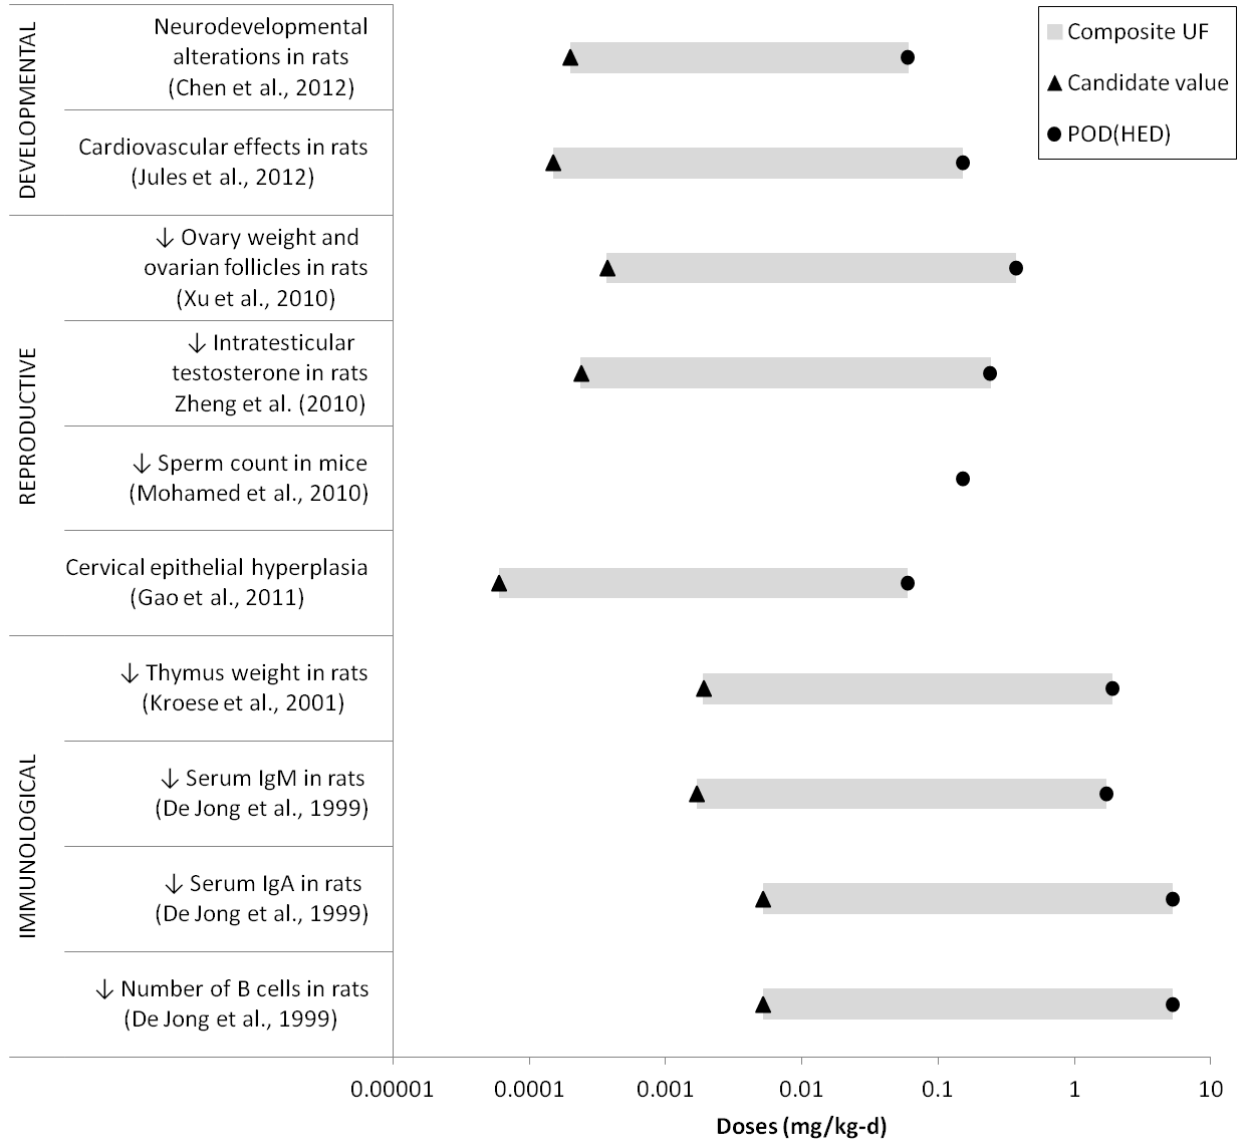 DEVELOPMENTAL
Neurodevelopmental
alterations in rats
(Chen et al., 2012)
Cardiovascular effects in rats
(Jules et al., 2012)
REPRODUCTIVE
↓ Ovary weight and
ovarian follicles in rats
(Xu et al., 2010)
↓ Intratesticular
testosterone in rats
Zheng et al. (2010)
↓ Sperm count in mice
(Mohamed et al., 2010)
Cervical epithelial hyperplasia
(Gao et al., 2011)
IMMUNOLOGICAL
↓ Thymus weight in rats
(Kroese et al., 2001)
↓ Serum IgM in rats
(De Jong et al., 1999)
↓ Serum IgA in rats
(De Jong et al., 1999)
↓ Number of B cells in rats
(De Jong et al., 1999)
Composite UF
Candidate value
POD(HED)
0.00001 0.0001 0.001 0.01 0.1 1 10
Doses (mg/kg-d)